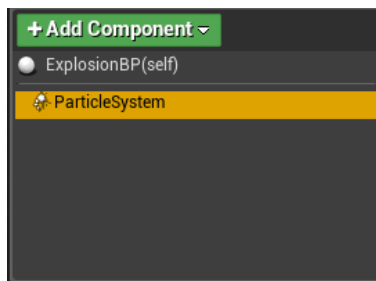 + Add Component
ExplosionBP(self)
ParticleSystem